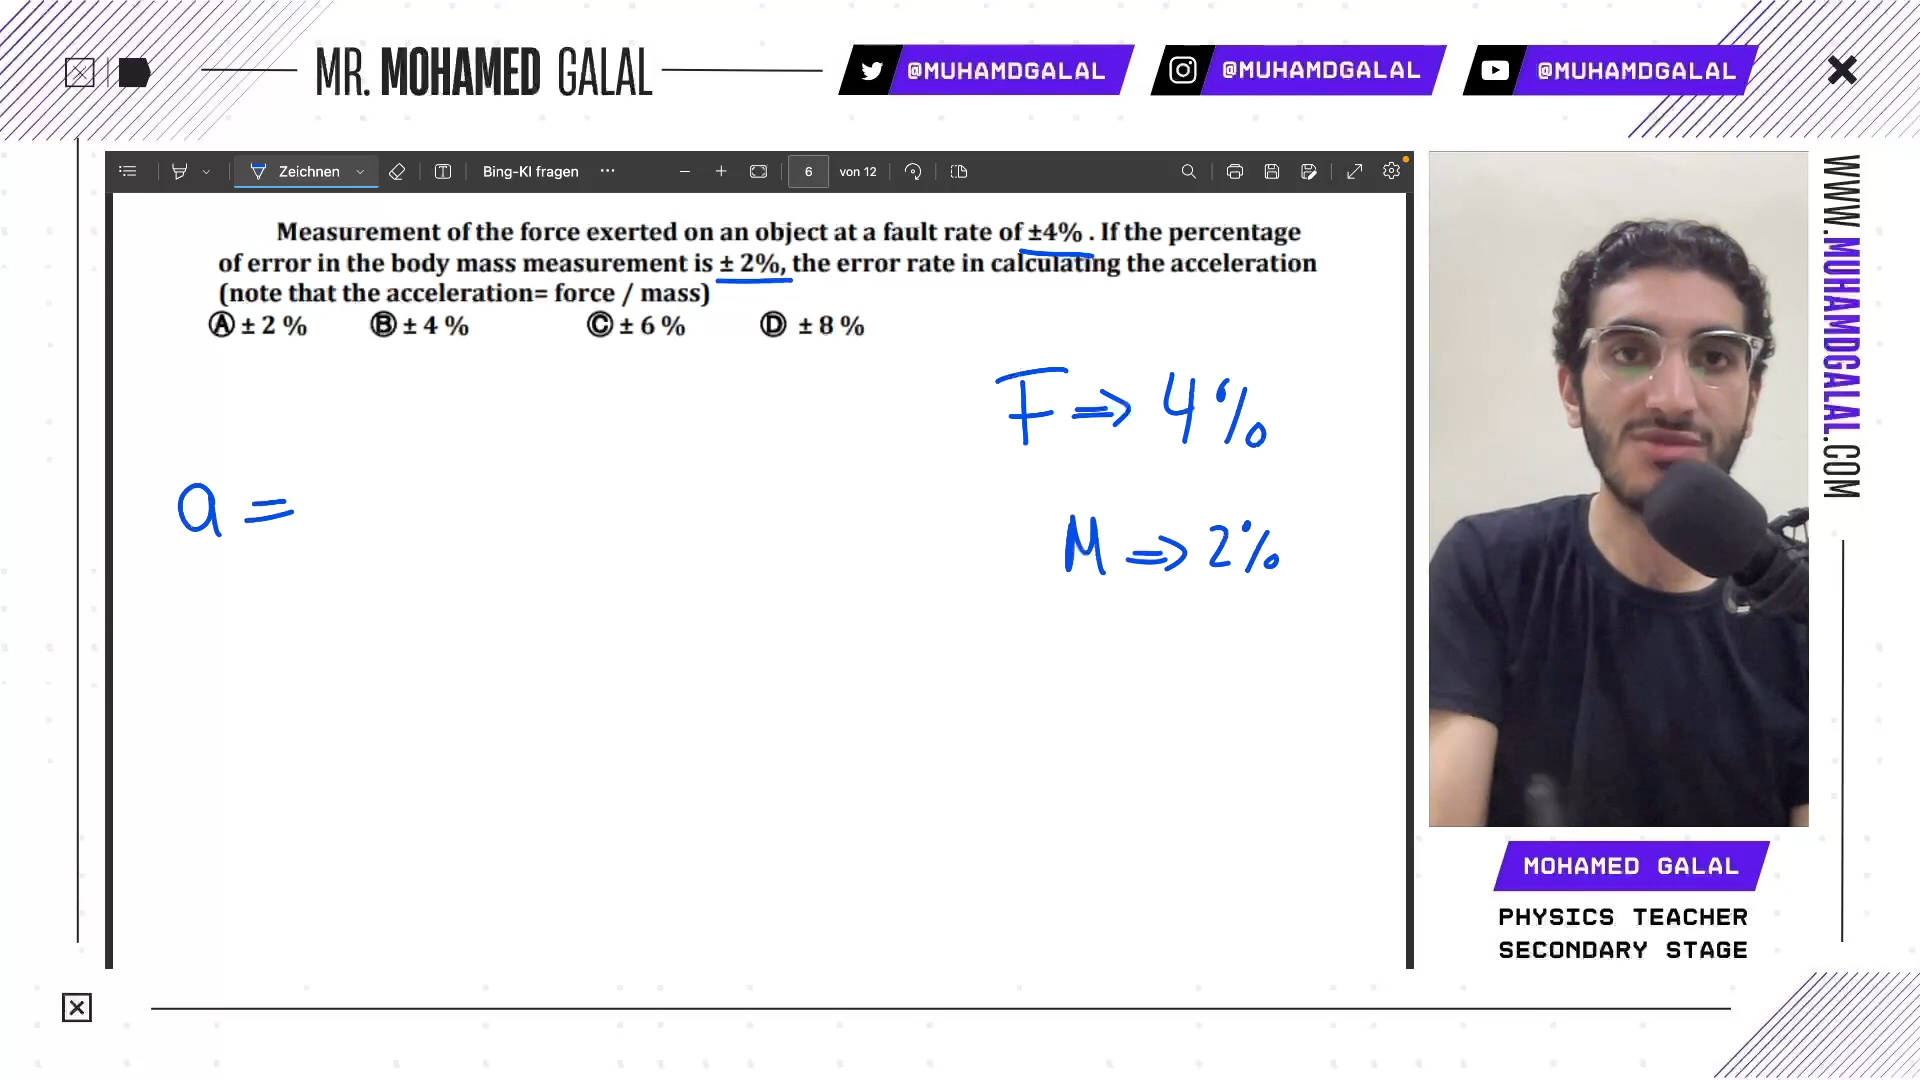 MR. MOHAMED GALAL
@MUHAMDGALAL
@MUHAMDGALAL
@MUHAMDGALAL
Zeichnen
Bing-KI fragen
6 von 12
Measurement of the force exerted on an object at a fault rate of ±4% . If the percentage
of error in the body mass measurement is ± 2%, the error rate in calculating the acceleration
(note that the acceleration= force / mass)
Ⓐ ± 2 % Ⓑ ± 4 % Ⓒ ± 6 % Ⓓ ± 8 %
F ⇒ 4%
a =
M ⇒ 2%
WWW.MUHAMDGALAL.COM
MOHAMED GALAL
PHYSICS TEACHER
SECONDARY STAGE